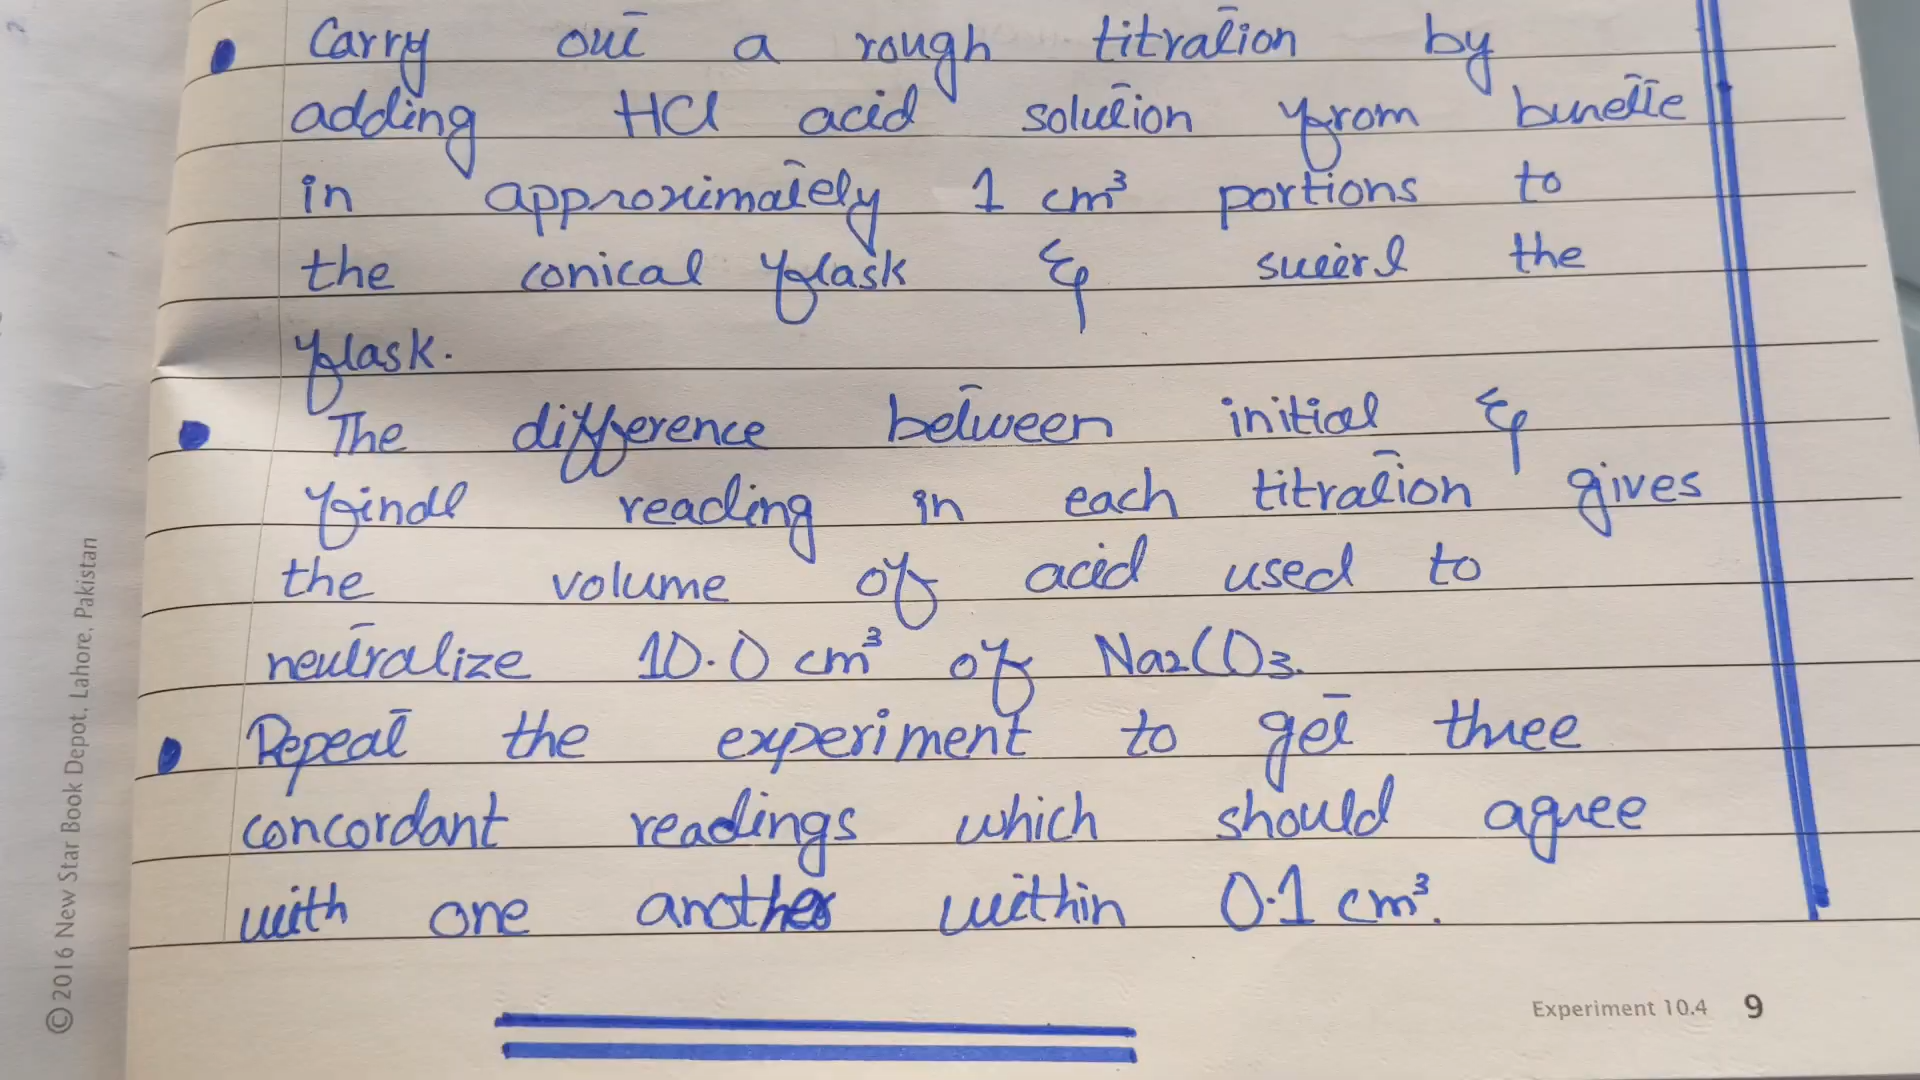 • Carry out a rough titration by
adding HCl acid solution from burette
in approximately 1 cm³ portions to
the conical flask & swirl the
flask.
• The difference between initial &
final reading in each titration gives
the volume of acid used to
neutralize 10.0 cm³ of Na₂CO₃.
• Repeat the experiment to get three
concordant readings which should agree
with one another within 0.1 cm³.
© 2016 New Star Book Depot, Lahore, Pakistan
Experiment 10.4 9